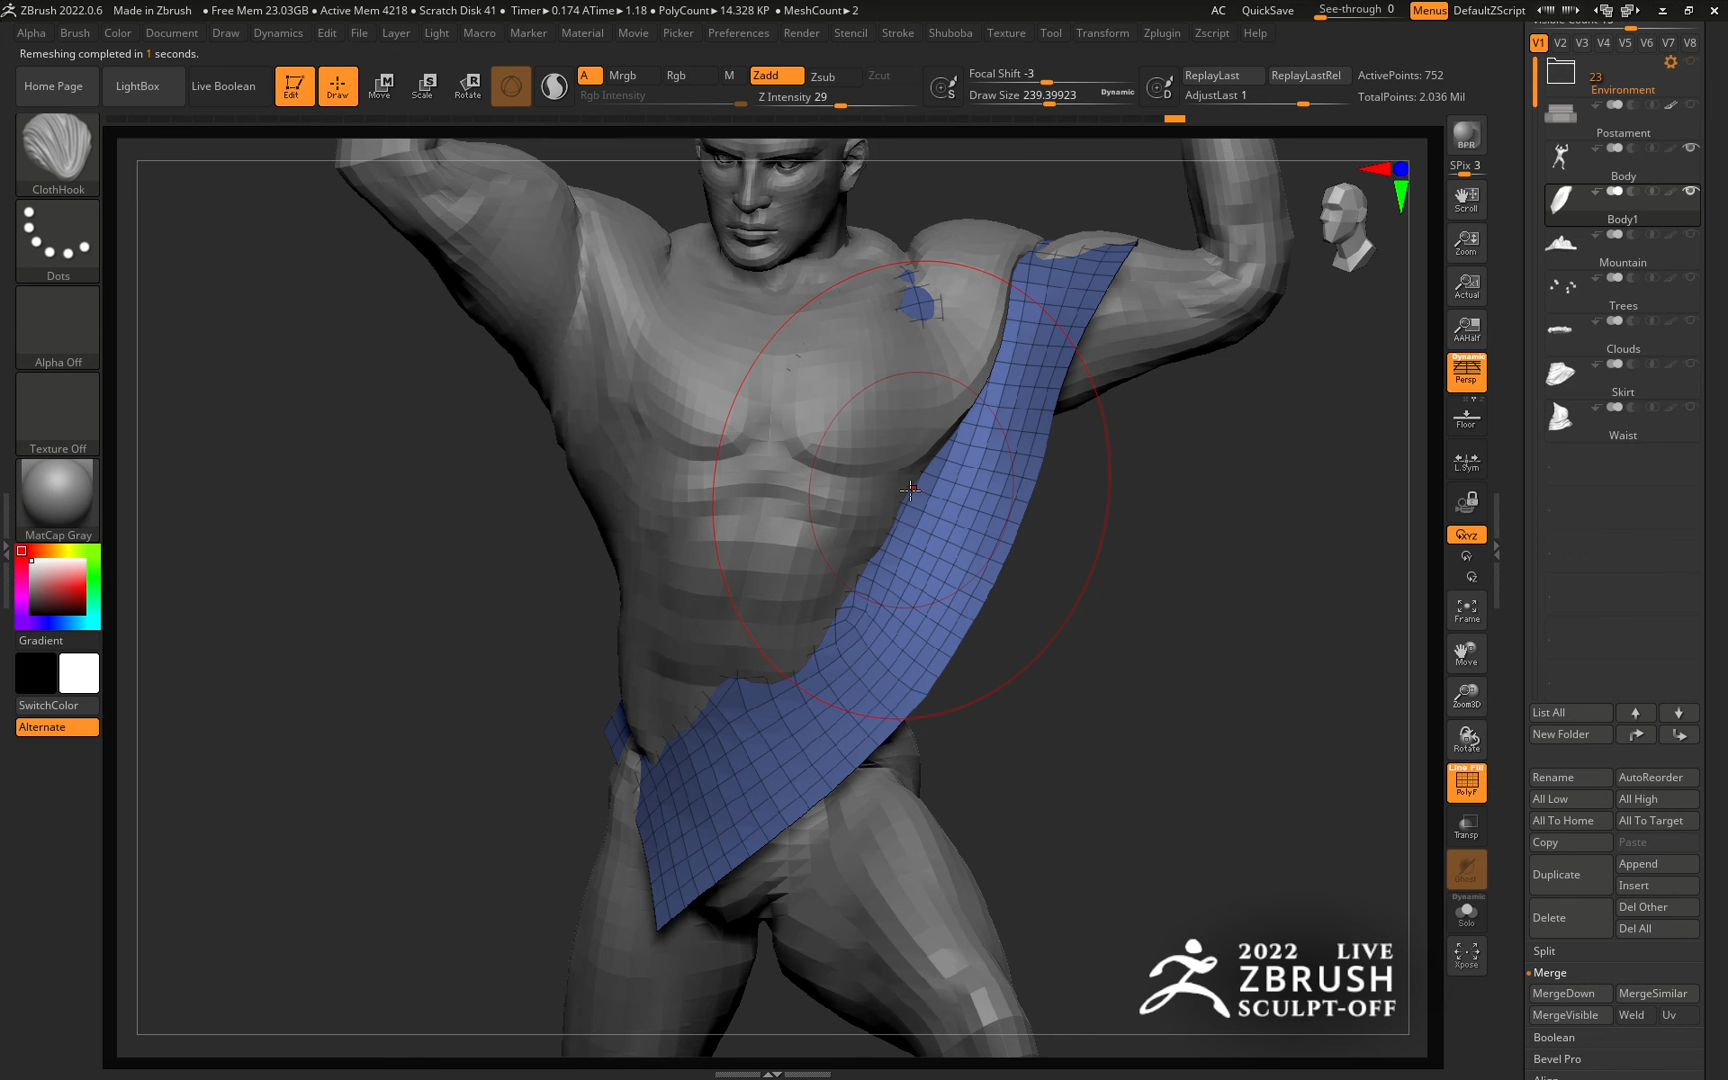 ZBrush 2022.0.6 Made in Zbrush • Free Mem 23.03GB • Active Mem 4218 • Scratch Disk 41 • Timer▸0.174 ATime▸1.18 • PolyCount▸14.328 KP • MeshCount▸2 AC QuickSave See-through 0 Menus DefaultZScript
Alpha Brush Color Document Draw Dynamics Edit File Layer Light Macro Marker Material Movie Picker Preferences Render Stencil Stroke Shuboba Texture Tool Transform Zplugin Zscript Help
Remeshing completed in 1 seconds.
Home Page LightBox Live Boolean Edit Draw Move Scale Rotate
A Mrgb Rgb M Zadd Zsub Zcut
Rgb Intensity Z Intensity 29
S Focal Shift -3
Draw Size 239.39923 Dynamic
D ReplayLast ReplayLastRel ActivePoints: 752
AdjustLast 1 TotalPoints: 2.036 Mil
ClothHook
Dots
Alpha Off
Texture Off
MatCap Gray
Gradient
SwitchColor
Alternate
2022 LIVE
ZBRUSH
SCULPT-OFF
BPR
SPix 3
Scroll
Zoom
Actual
AAHalf
Dynamic
Persp
Floor
L.Sym
XYZ
Y
Z
Frame
Move
Zoom3D
Rotate
Line Fill
PolyF
Transp
Ghost
Dynamic
Solo
Xpose
V1 V2 V3 V4 V5 V6 V7 V8
23
Environment
Postament
Body
Body1
Mountain
Trees
Clouds
Skirt
Waist
List All
New Folder
Rename AutoReorder
All Low All High
All To Home All To Target
Copy Paste
Duplicate Append
Insert
Delete Del Other
Del All
Split
Merge
MergeDown MergeSimilar
MergeVisible Weld Uv
Boolean
Bevel Pro